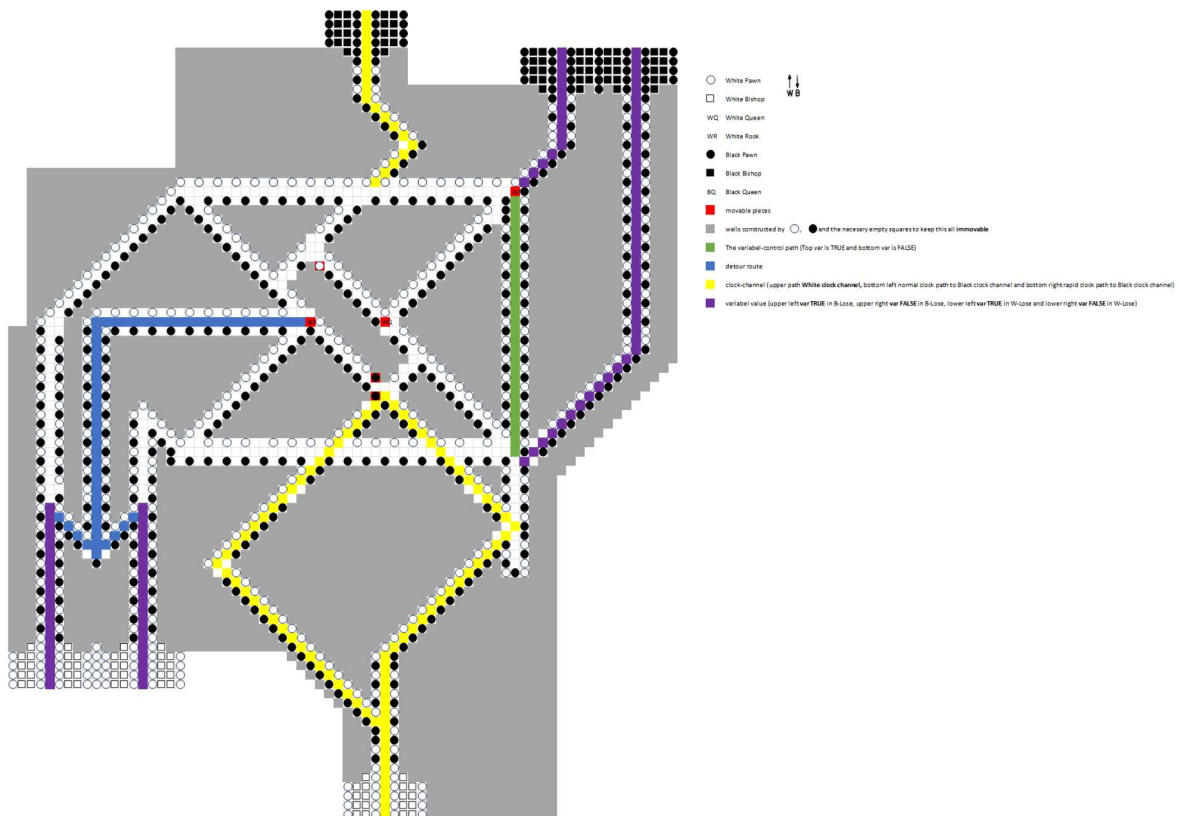 White Pawn
W B
White Bishop
WQ White Queen
WR White Rook
Black Pawn
Black Bishop
BQ Black Queen
movable pieces
walls constructed by , and the necesary empty squares to keep this all immovable
The variabel-control path (Top var is TRUE and bottom var is FALSE)
detour route
clock-channel (upper path White clock channel, bottom left normal clock path to Black clock channel and bottom right rapid clock path to Black clock channel)
variabel value (upper left var TRUE in B-Lose, upper right var FALSE in B-Lose, lower left var TRUE in W-Lose and lower right var FALSE in W-Lose)